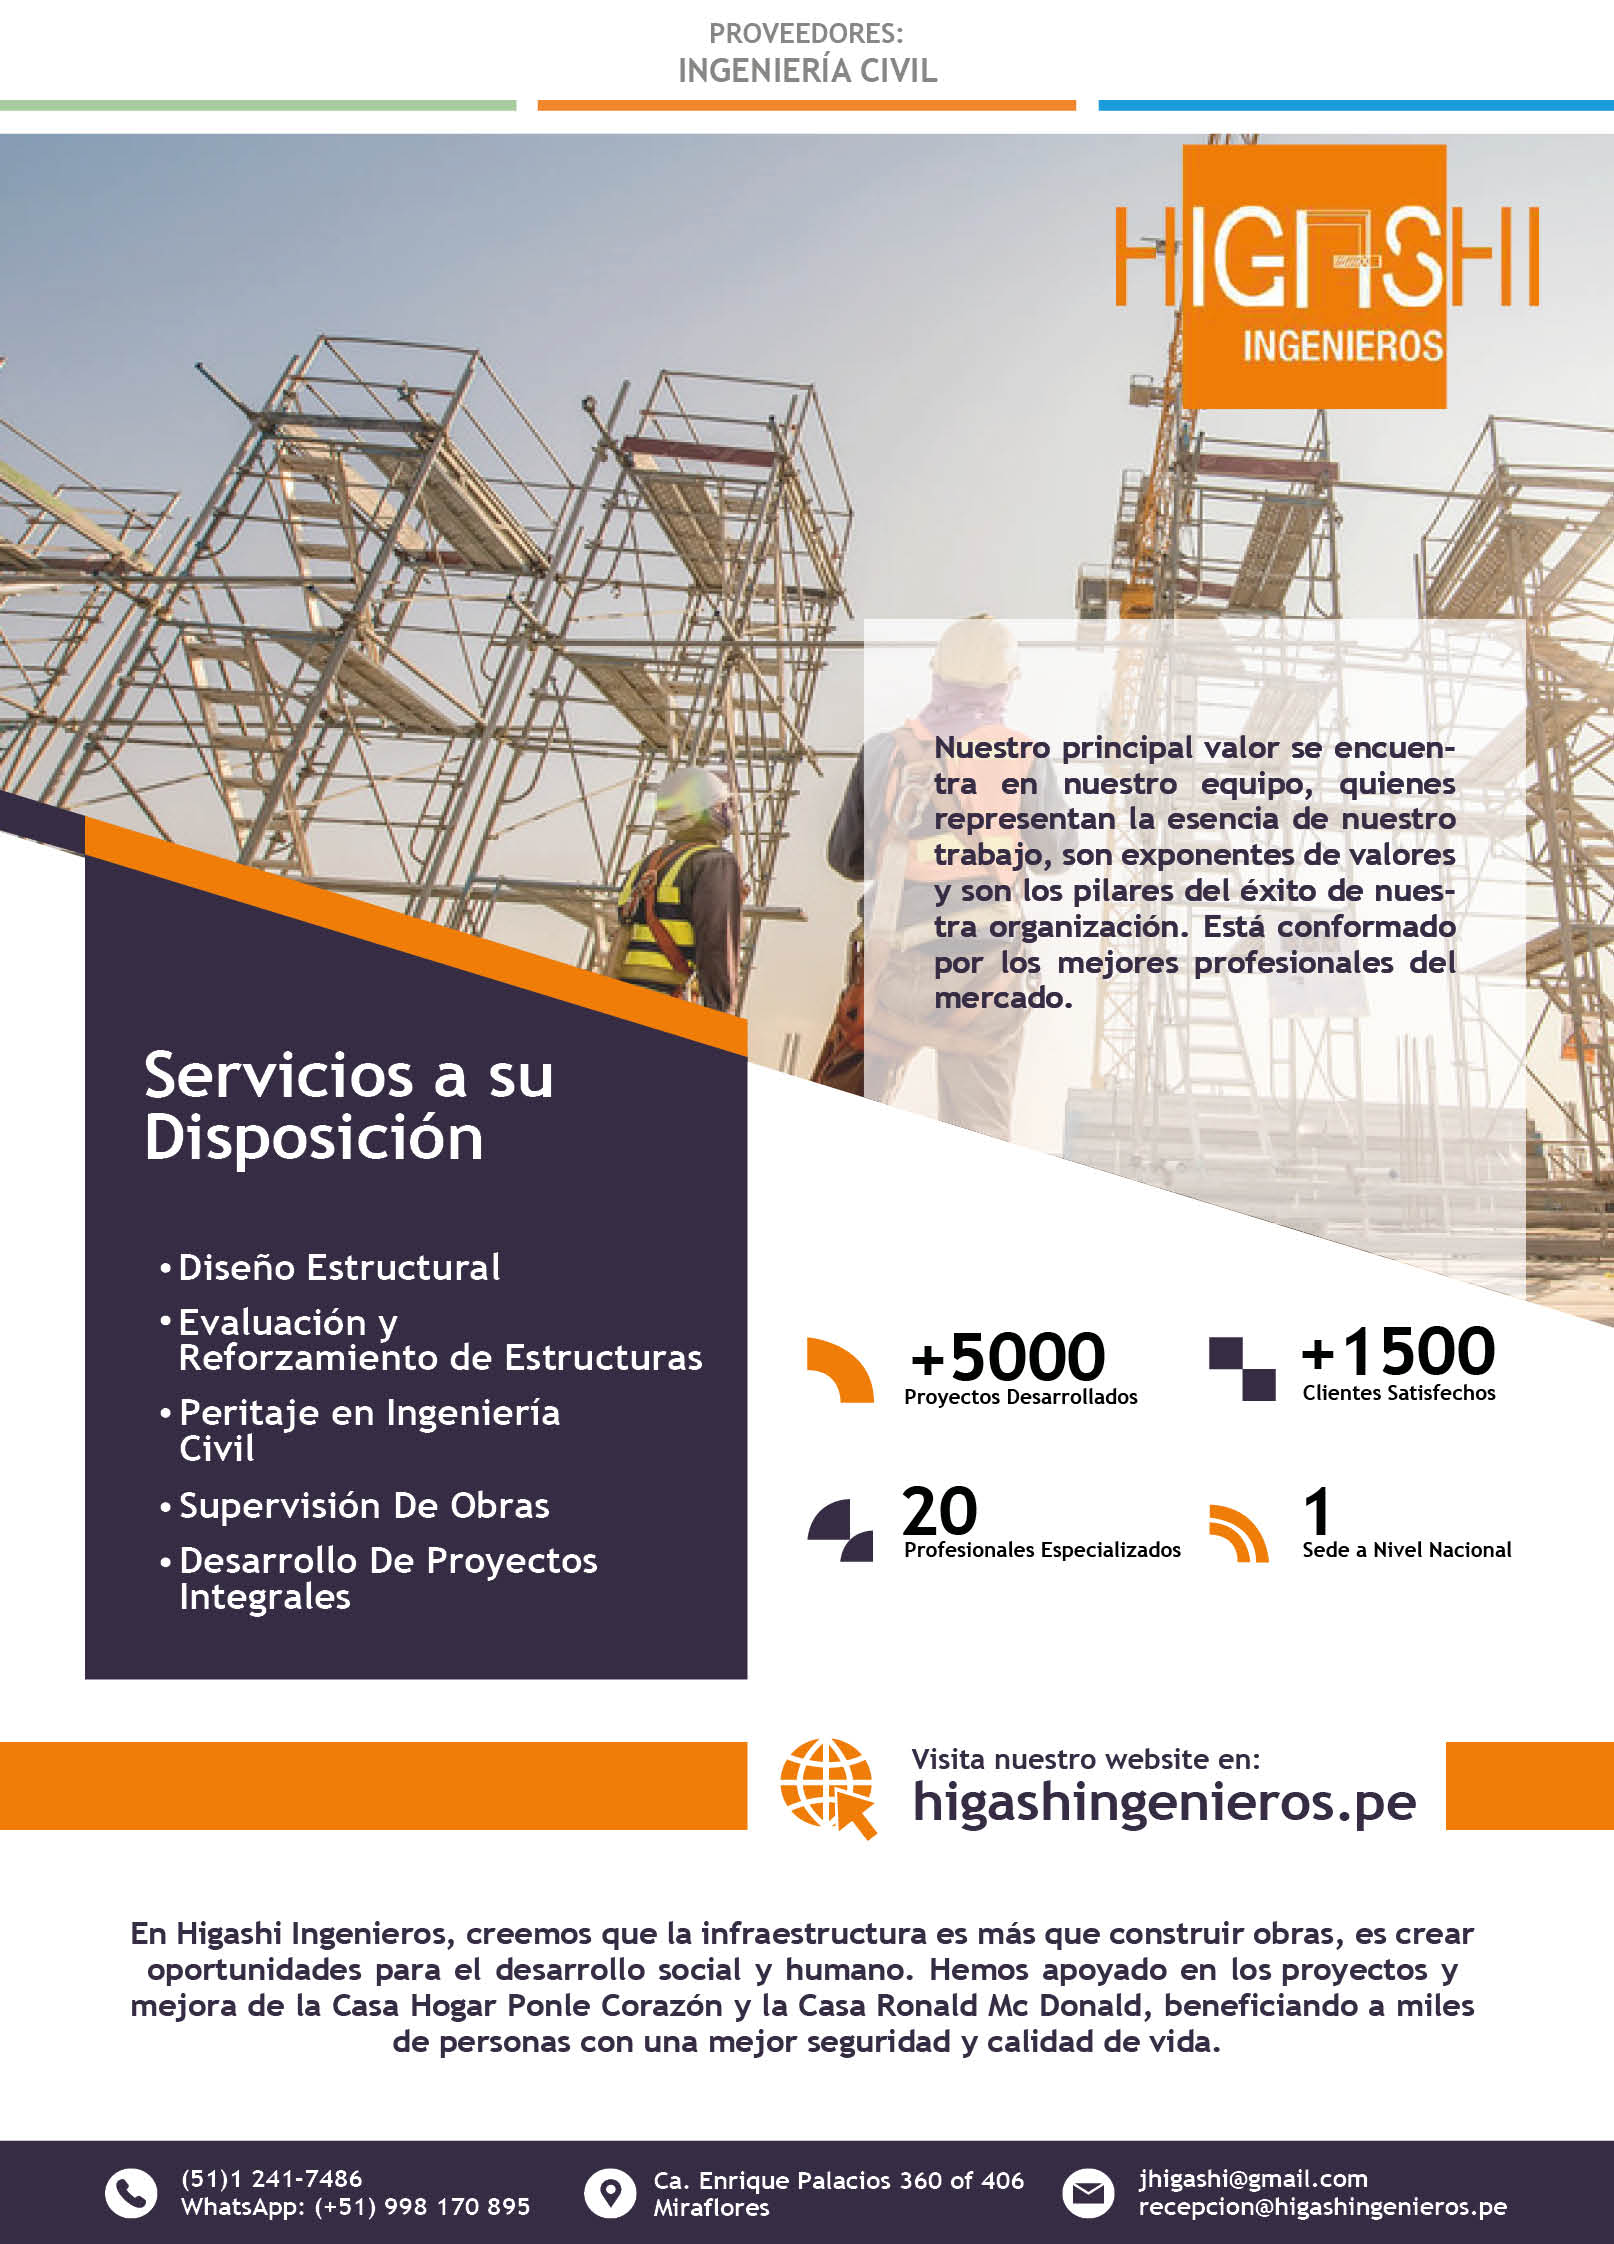 PROVEEDORES:
INGENIERÍA CIVIL
HIGASHI
INGENIEROS
Nuestro principal valor se encuen-
tra en nuestro equipo, quienes
representan la esencia de nuestro
trabajo, son exponentes de valores
y son los pilares del éxito de nues-
tra organización. Está conformado
por los mejores profesionales del
mercado.
Servicios a su
Disposición
• Diseño Estructural
• Evaluación y
Reforzamiento de Estructuras
• Peritaje en Ingeniería
Civil
• Supervisión De Obras
• Desarrollo De Proyectos
Integrales
+5000
Proyectos Desarrollados
+1500
Clientes Satisfechos
20
Profesionales Especializados
1
Sede a Nivel Nacional
Visita nuestro website en:
higashingenieros.pe
En Higashi Ingenieros, creemos que la infraestructura es más que construir obras, es crear
oportunidades para el desarrollo social y humano. Hemos apoyado en los proyectos y
mejora de la Casa Hogar Ponle Corazón y la Casa Ronald Mc Donald, beneficiando a miles
de personas con una mejor seguridad y calidad de vida.
(51)1 241-7486
WhatsApp: (+51) 998 170 895
Ca. Enrique Palacios 360 of 406
Miraflores
jhigashi@gmail.com
recepcion@higashingenieros.pe